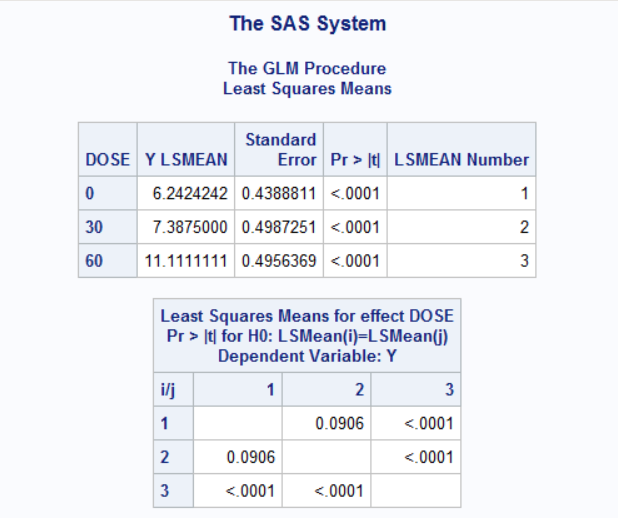 The SAS System
The GLM Procedure
Least Squares Means
DOSE Y LSMEAN Standard Error Pr > |t| LSMEAN Number
0 6.2424242 0.4388811 <.0001 1
30 7.3875000 0.4987251 <.0001 2
60 11.1111111 0.4956369 <.0001 3
Least Squares Means for effect DOSE
Pr > |t| for H0: LSMean(i)=LSMean(j)
Dependent Variable: Y
i/j 1 2 3
1 0.0906 <.0001
2 0.0906 <.0001
3 <.0001 <.0001